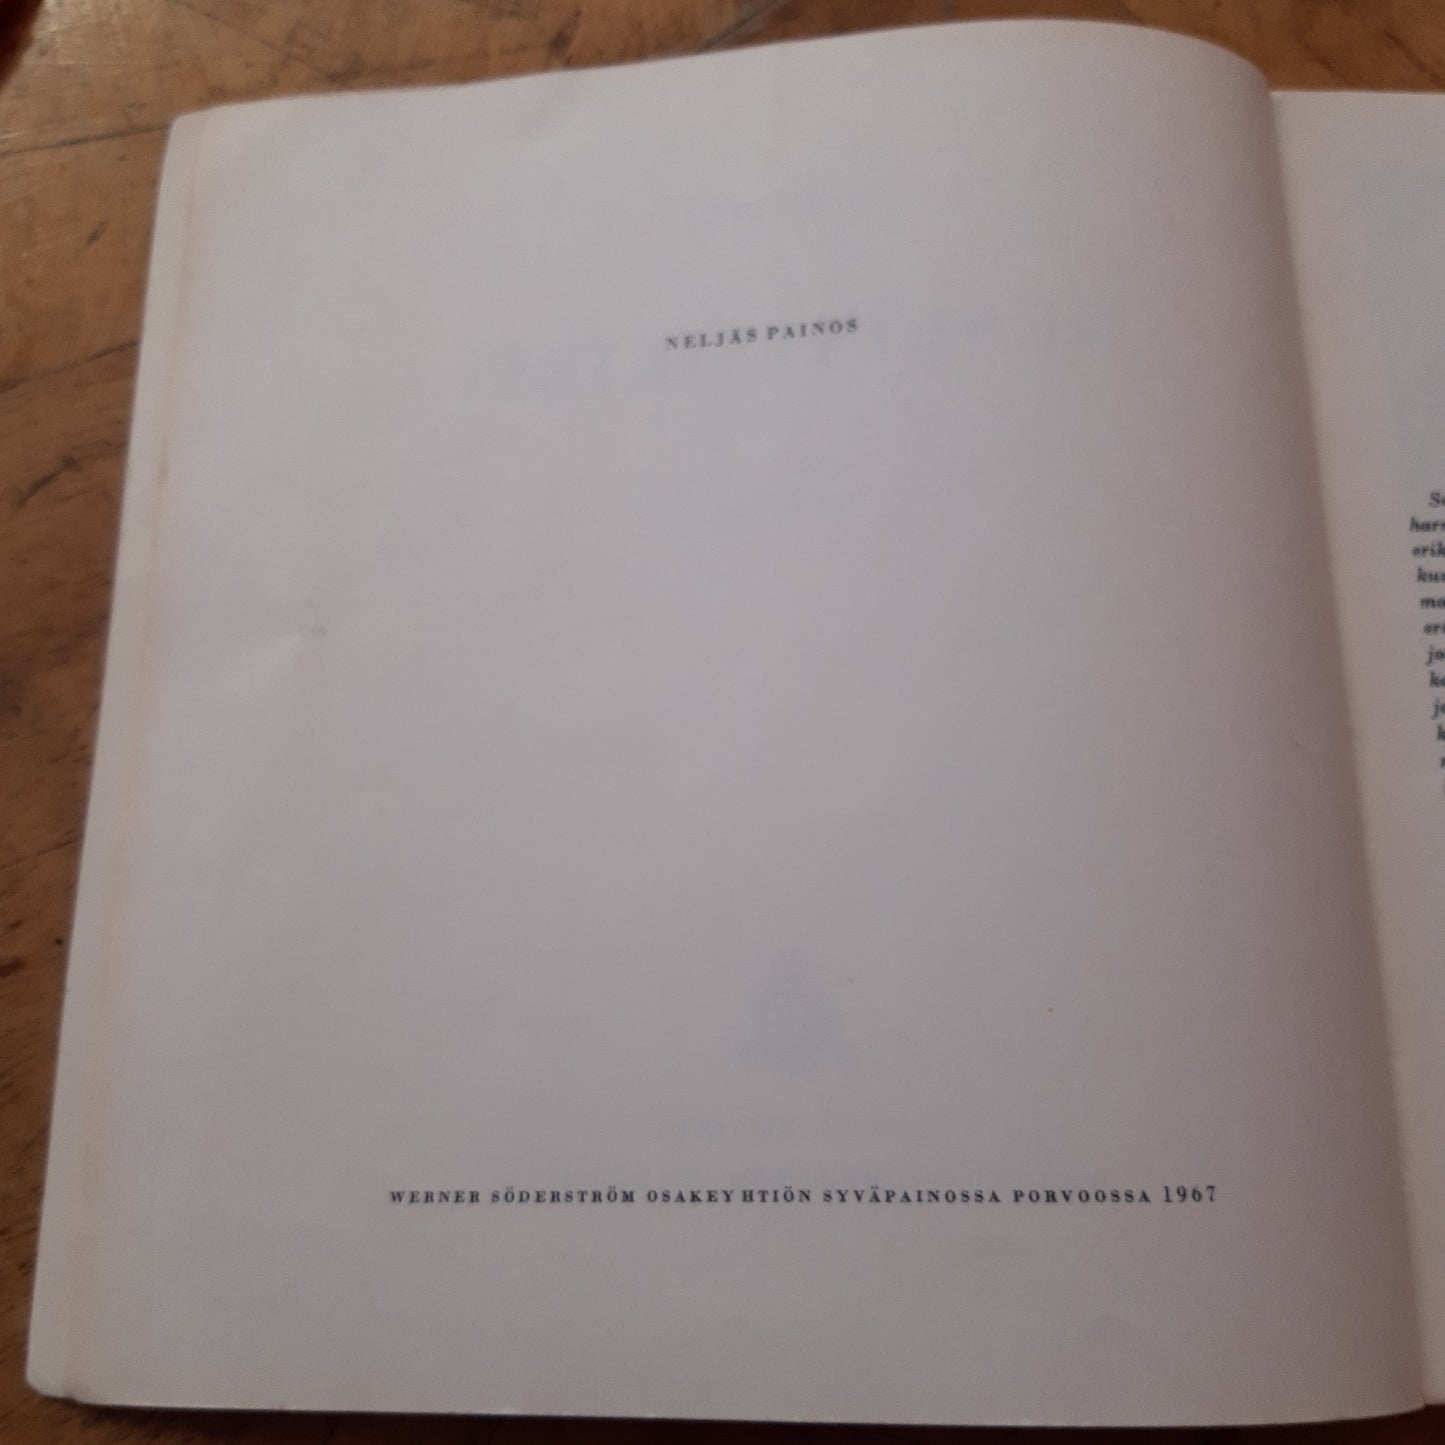 NELJÄS PAINOS
WERNER SÖDERSTRÖM OSAKEYHTIÖN SYVÄPAINOSSA PORVOOSSA 1967